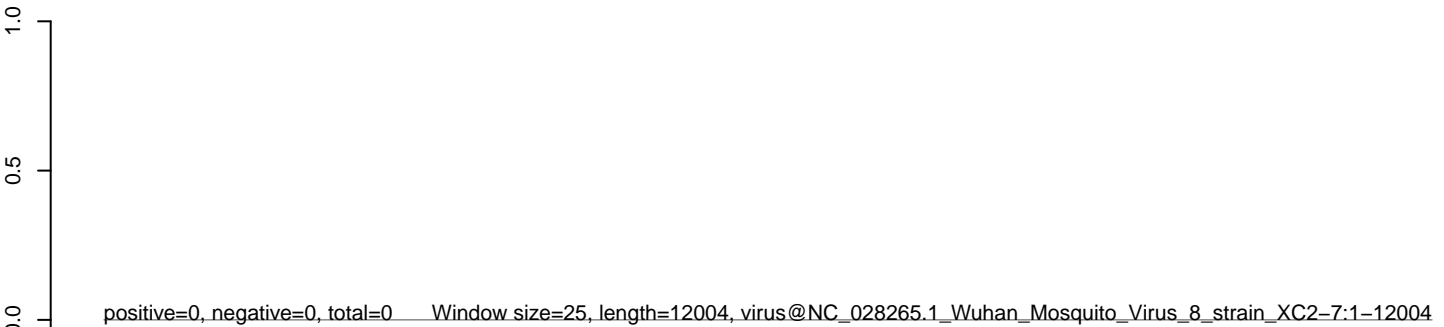 1.0
0.5
0.0
positive=0, negative=0, total=0 Window size=25, length=12004, virus@NC_028265.1_Wuhan_Mosquito_Virus_8_strain_XC2−7:1−12004